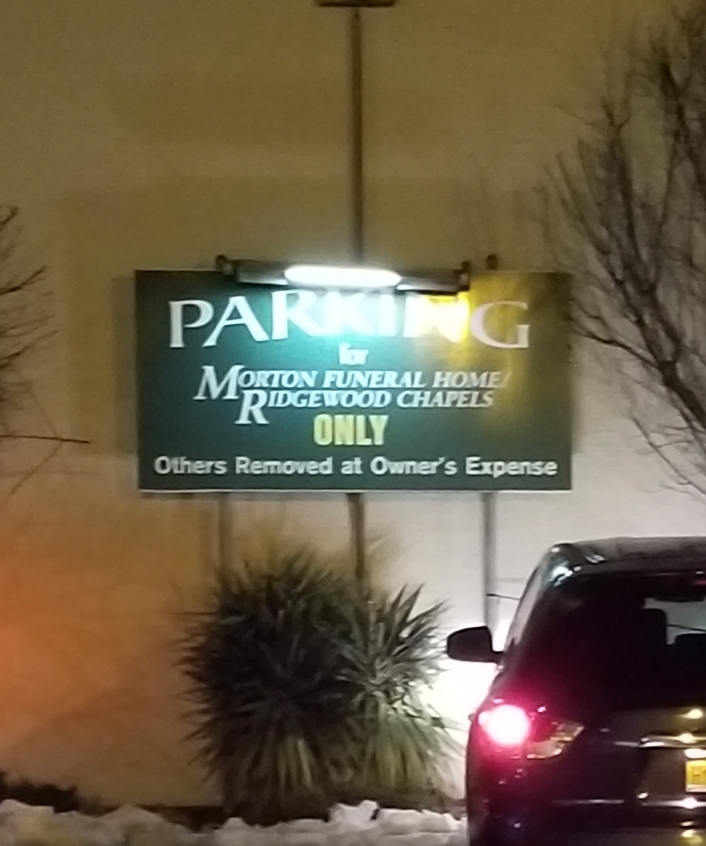 PARKING
for
MORTON FUNERAL HOME/
RIDGEWOOD CHAPELS
ONLY
Others Removed at Owner's Expense